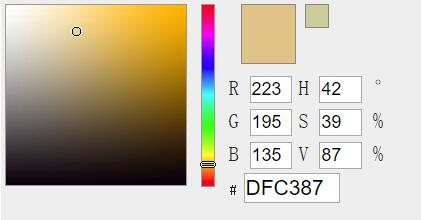 R 223 H 42 °
G 195 S 39 %
B 135 V 87 %
# DFC387